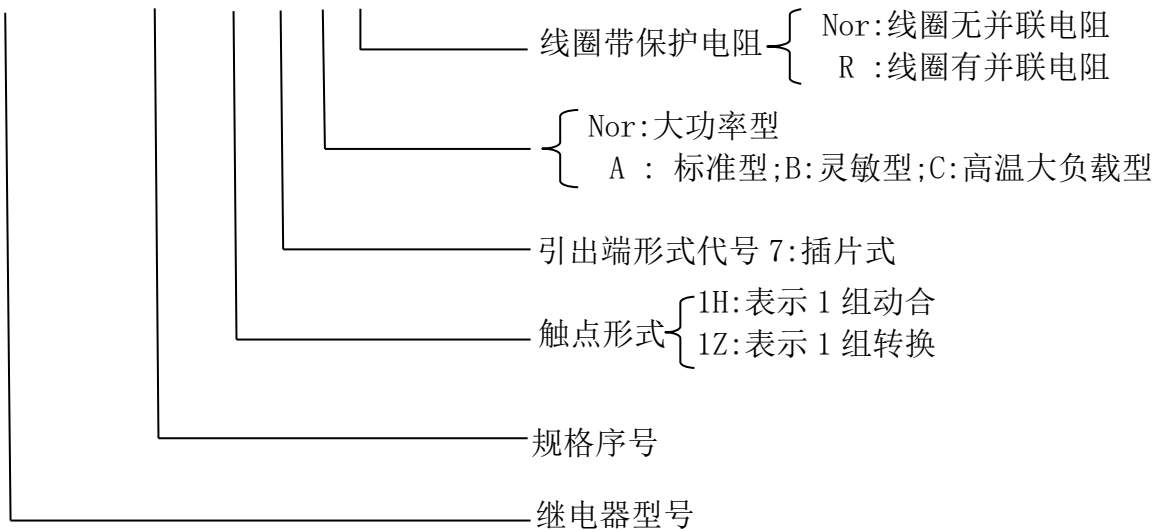 线圈带保护电阻
Nor:线圈无并联电阻
R :线圈有并联电阻
Nor:大功率型
A : 标准型;B:灵敏型;C:高温大负载型
引出端形式代号 7:插片式
触点形式
1H:表示 1 组动合
1Z:表示 1 组转换
规格序号
继电器型号